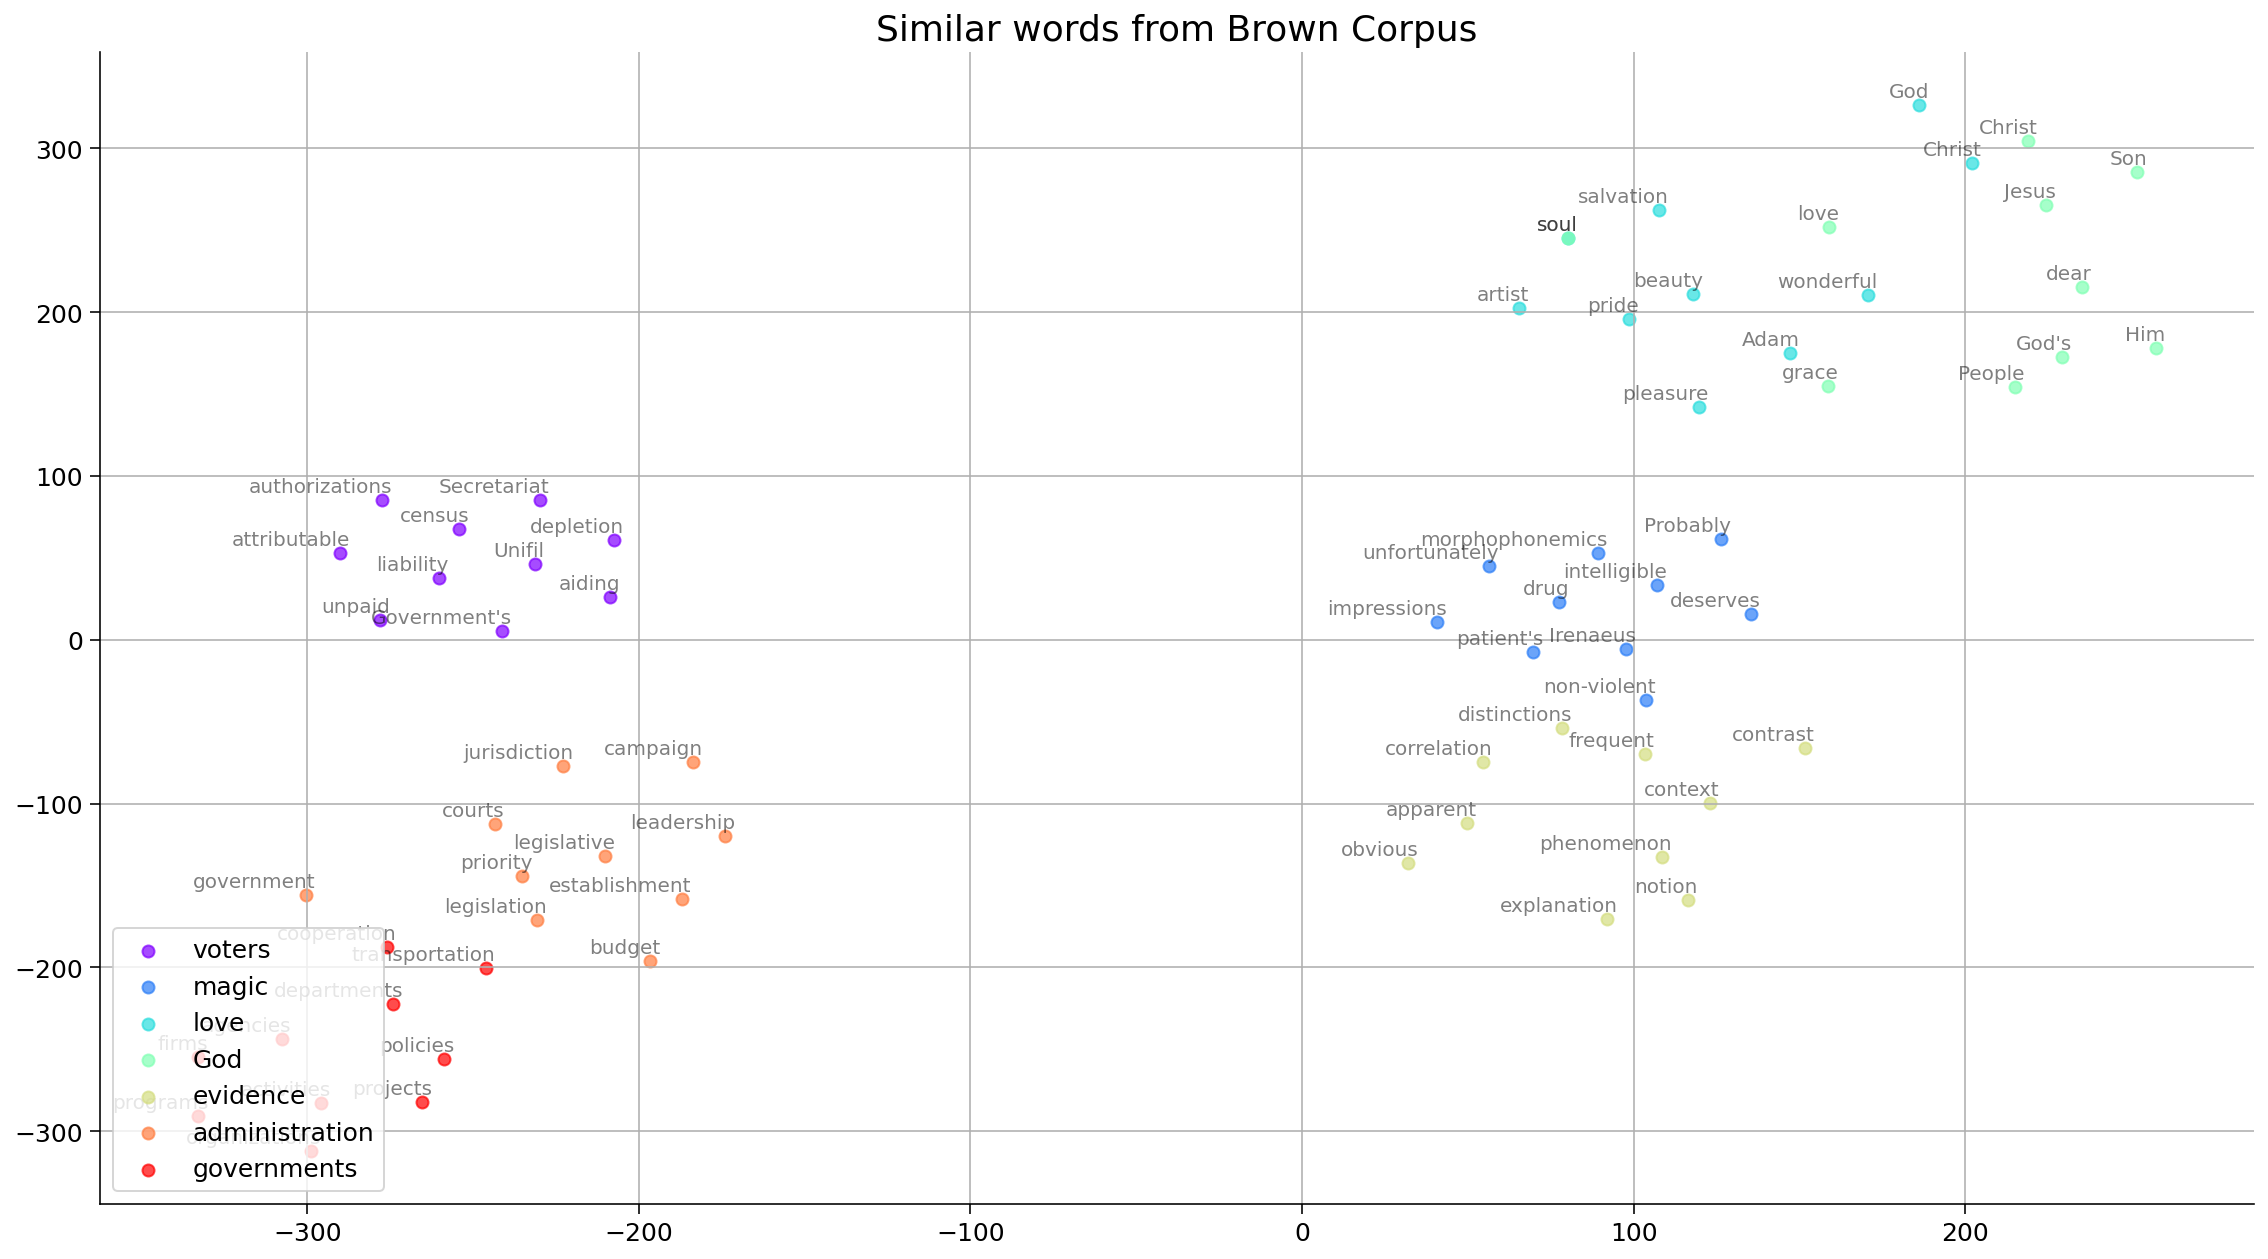 Similar words from Brown Corpus
God
Christ
Christ
Son
Jesus
salvation
love
soul
dear
beauty
wonderful
artist
pride
Him
Adam
God's
grace
People
pleasure
authorizations
Secretariat
census
depletion
attributable
Unifil
liability
aiding
unpaid
government's
Probably
morphophonemics
unfortunately
intelligible
drug
deserves
impressions
patient's
Irenaeus
non-violent
distinctions
frequent
contrast
correlation
context
apparent
phenomenon
obvious
notion
explanation
jurisdiction
campaign
courts
leadership
legislative
priority
government
establishment
legislation
cooperation
transportation
budget
departments
firms
policies
activities
projects
programs
voters
magic
love
God
evidence
administration
governments
300
200
100
0
−100
−200
−300
−300
−200
−100
0
100
200